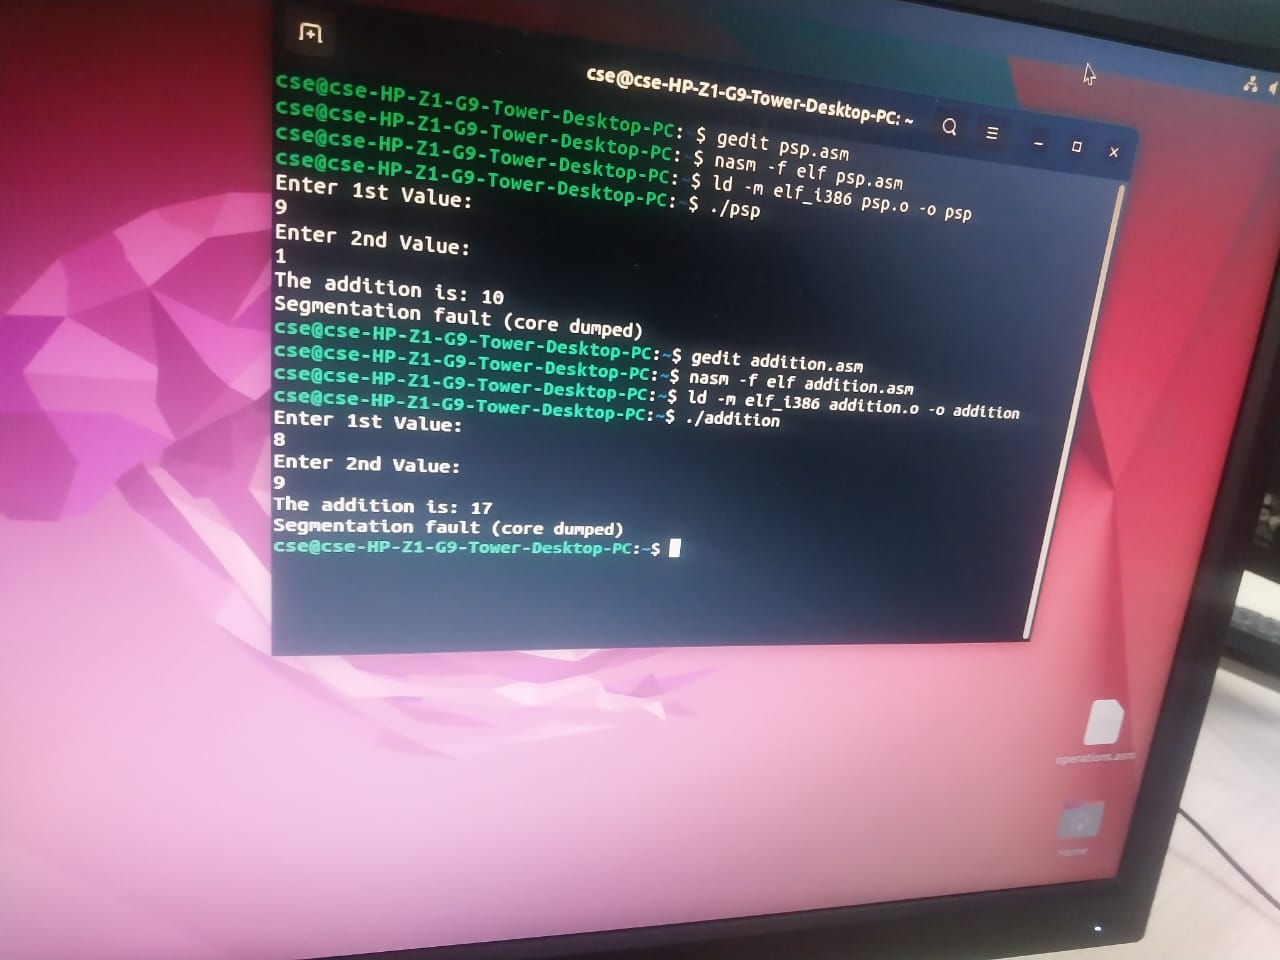 cse@cse-HP-Z1-G9-Tower-Desktop-PC: ~
cse@cse-HP-Z1-G9-Tower-Desktop-PC: $ gedit psp.asm
cse@cse-HP-Z1-G9-Tower-Desktop-PC: $ nasm -f elf psp.asm
cse@cse-HP-Z1-G9-Tower-Desktop-PC: $ ld -m elf_i386 psp.o -o psp
cse@cse-HP-Z1-G9-Tower-Desktop-PC: $ ./psp
Enter 1st Value:
9
Enter 2nd Value:
1
The addition is: 10
Segmentation fault (core dumped)
cse@cse-HP-Z1-G9-Tower-Desktop-PC:~$ gedit addition.asm
cse@cse-HP-Z1-G9-Tower-Desktop-PC:~$ nasm -f elf addition.asm
cse@cse-HP-Z1-G9-Tower-Desktop-PC:~$ ld -m elf_i386 addition.o -o addition
cse@cse-HP-Z1-G9-Tower-Desktop-PC:~$ ./addition
Enter 1st Value:
8
Enter 2nd Value:
9
The addition is: 17
Segmentation fault (core dumped)
cse@cse-HP-Z1-G9-Tower-Desktop-PC:~$
operations.asm
Home